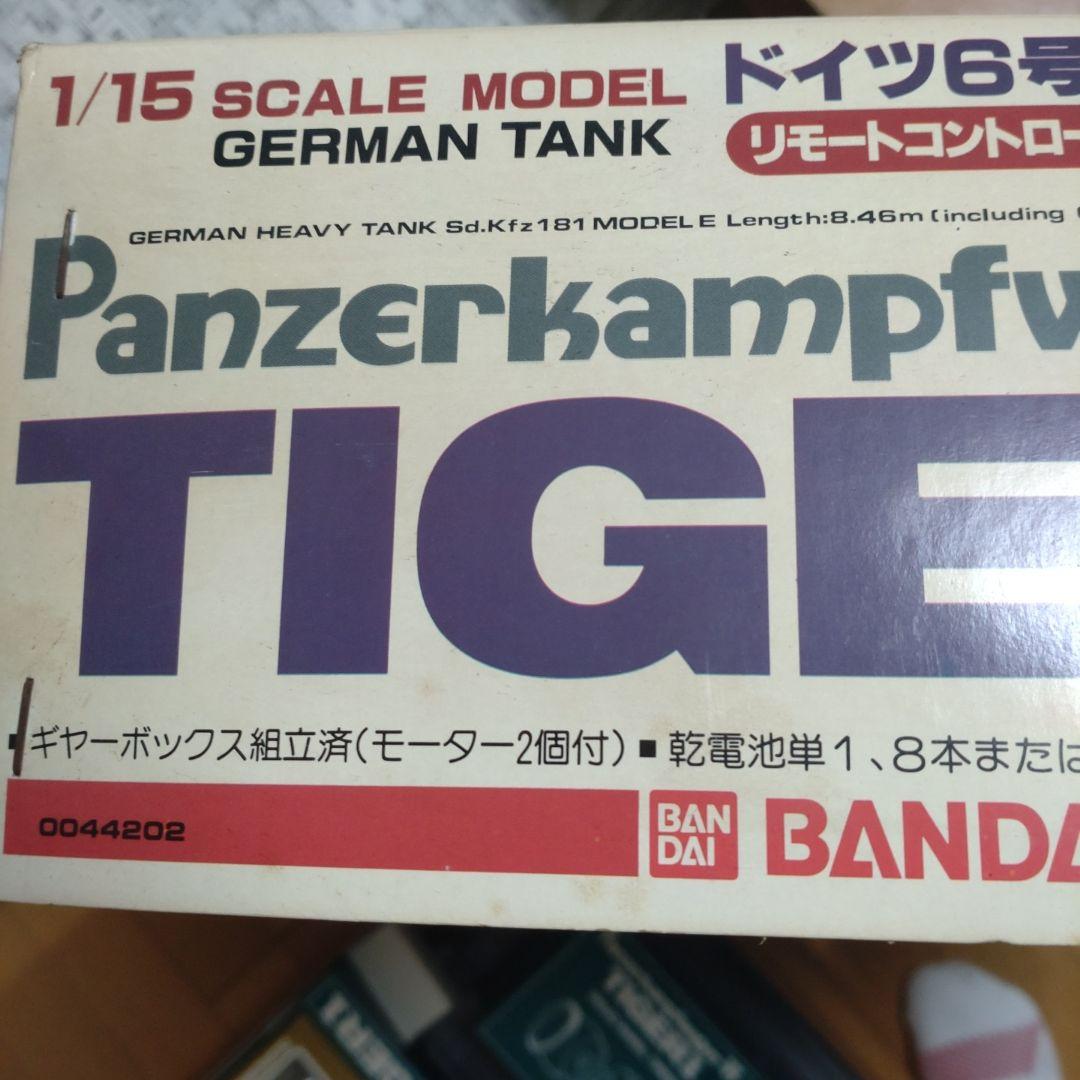 1/15 SCALE MODEL ドイツ6号
GERMAN TANK リモートコントロー
GERMAN HEAVY TANK Sd.Kfz181 MODEL E Length:8.46m (including
Panzerkampfw
TIGE
ギヤーボックス組立済(モーター2個付) ■ 乾電池単1、8本または
0044202
BAN
DAI
BANDA
TIGER I